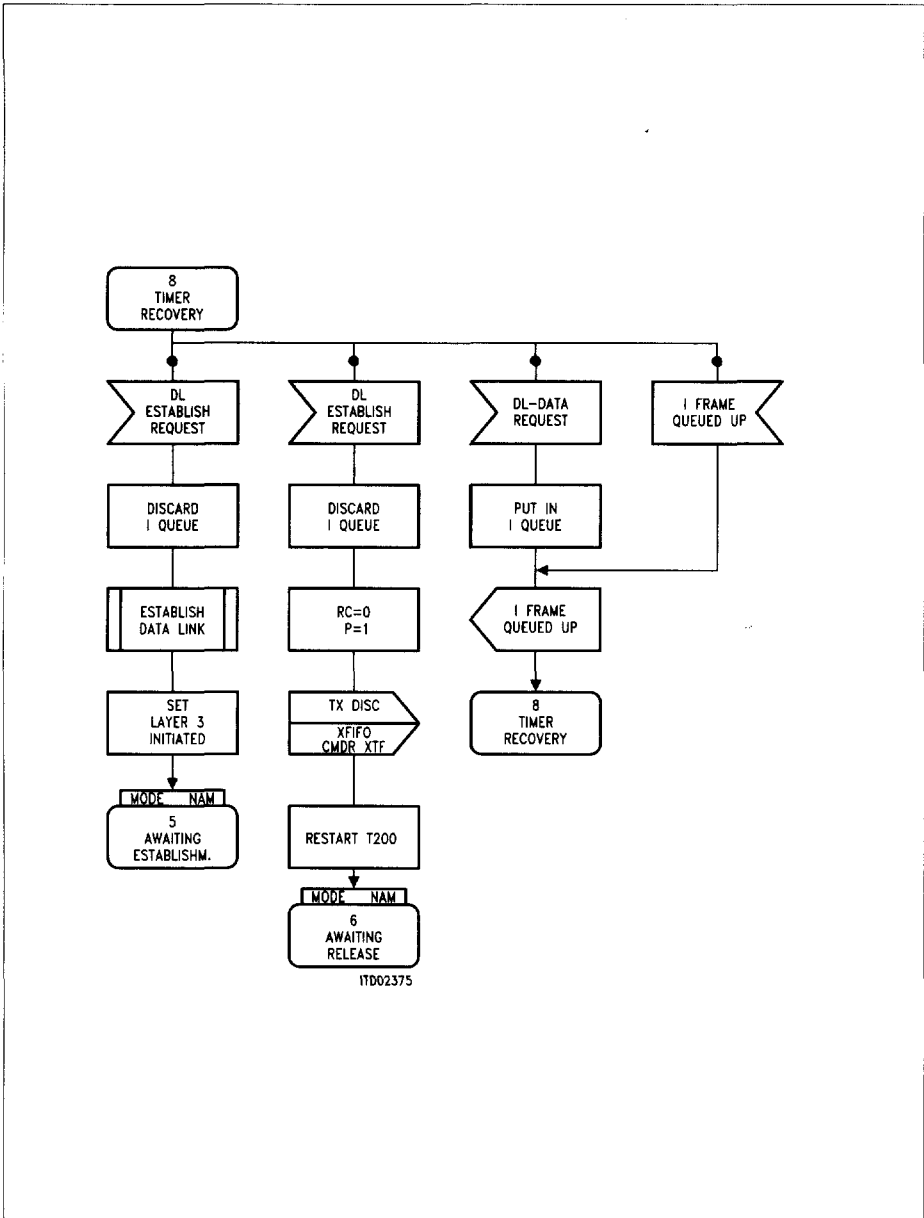 8
TIMER
RECOVERY
DL
ESTABLISH
REQUEST
DISCARD
I QUEUE
ESTABLISH
DATA LINK
SET
LAYER 3
INITIATED
MODE NAM
5
AWAITING
ESTABLISHM.
DL
ESTABLISH
REQUEST
DISCARD
I QUEUE
RC=0
P=1
TX DISC
XFIFO
CMDR XTF
RESTART T200
MODE NAM
6
AWAITING
RELEASE
DL-DATA
REQUEST
PUT IN
I QUEUE
I FRAME
QUEUED UP
8
TIMER
RECOVERY
I FRAME
QUEUED UP
ITD02375